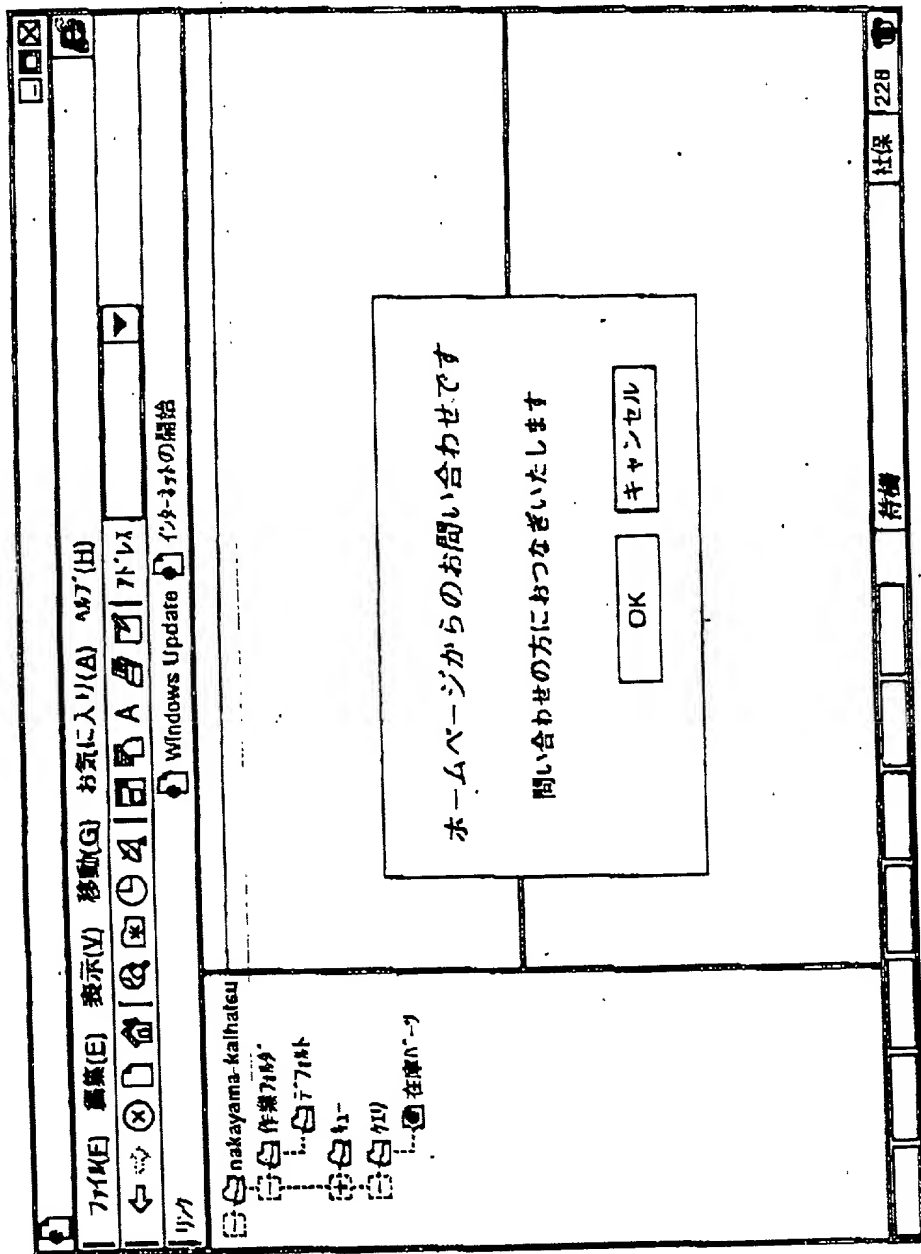 ファイル(F) 編集(E) 表示(V) 移動(G) お気に入り(A) ヘルプ(H)
A アドレス
リンク Windows Update インターネットの開始
nakayama-kaihatsu
作業フォルダ
デフォルト
キュー
クエリ
在庫ページ
ホームページからのお問い合わせです
問い合わせの方におつなぎいたします
OK キャンセル
待機 社保 228